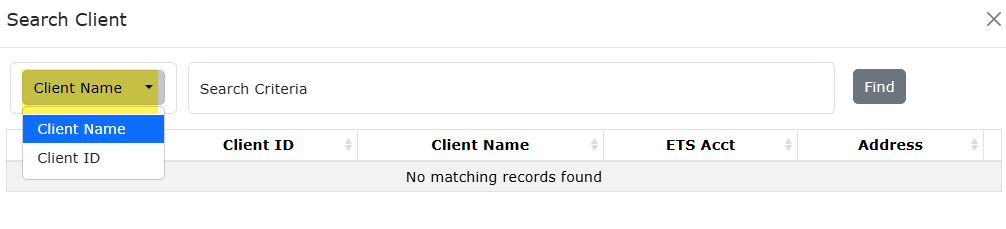 Search Client
Client Name
Search Criteria
Find
Client Name
Client ID
Client ID Client Name ETS Acct Address
No matching records found